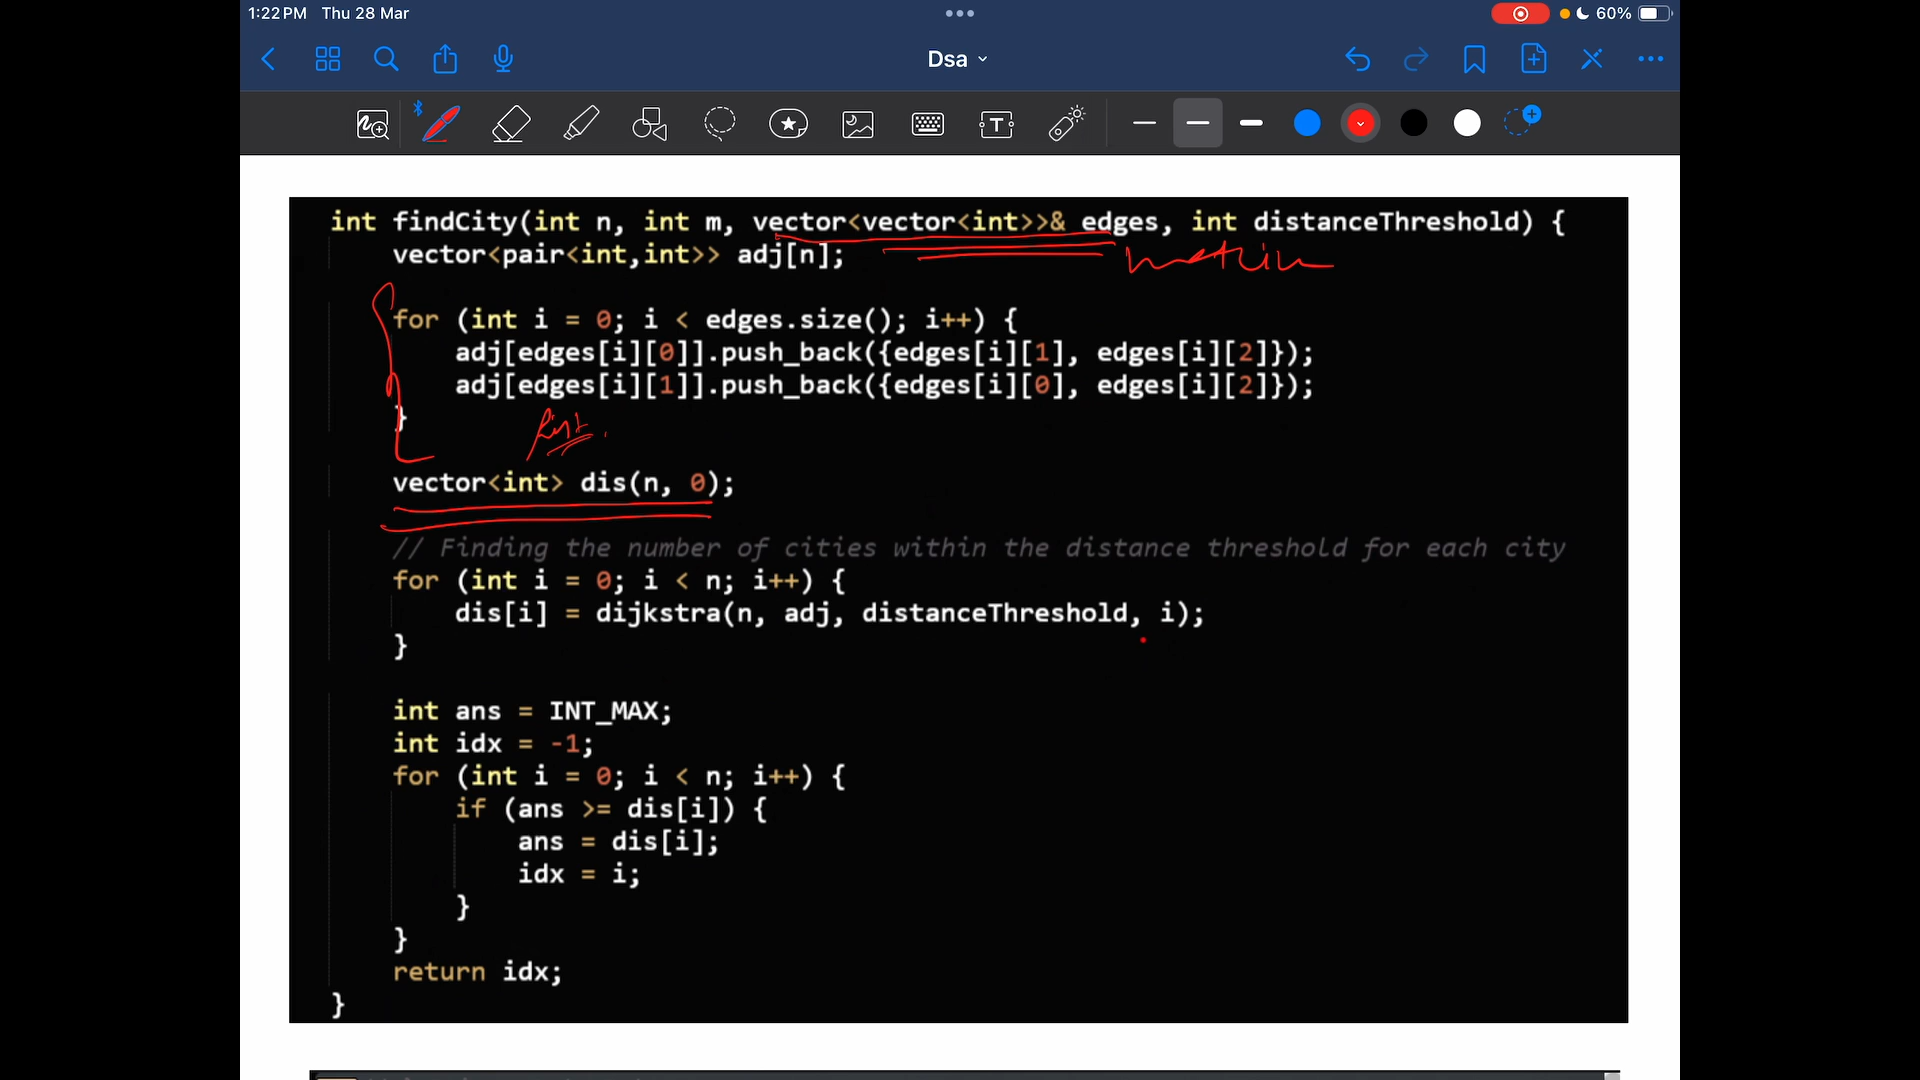 1:22 PM Thu 28 Mar
60%
Dsa
int findCity(int n, int m, vector<vector<int>>& edges, int distanceThreshold) {
vector<pair<int,int>> adj[n];
for (int i = 0; i < edges.size(); i++) {
adj[edges[i][0]].push_back({edges[i][1], edges[i][2]});
adj[edges[i][1]].push_back({edges[i][0], edges[i][2]});
}
list.
vector<int> dis(n, 0);
// Finding the number of cities within the distance threshold for each city
for (int i = 0; i < n; i++) {
dis[i] = dijkstra(n, adj, distanceThreshold, i);
}
int ans = INT_MAX;
int idx = -1;
for (int i = 0; i < n; i++) {
if (ans >= dis[i]) {
ans = dis[i];
idx = i;
}
}
return idx;
}